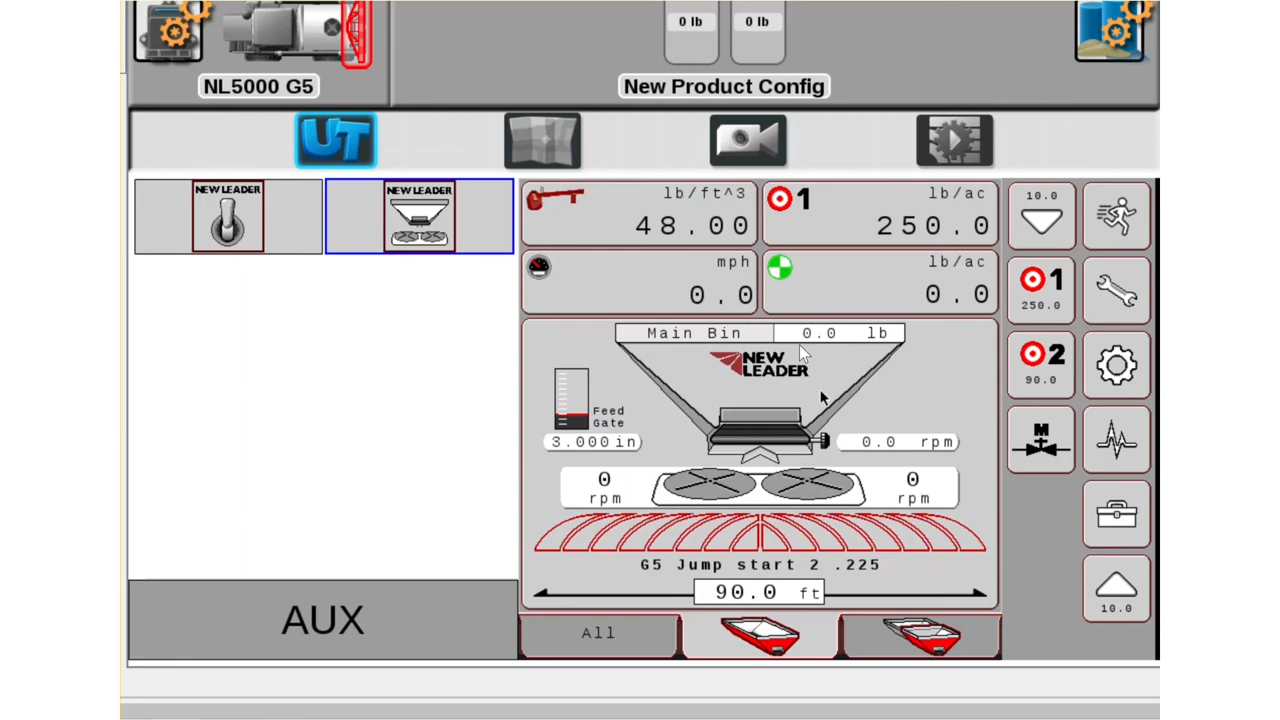 0 lb
0 lb
NL5000 G5
New Product Config
UT
NEW LEADER
NEW LEADER
lb/ft^3
48.00
1
lb/ac
250.0
mph
0.0
lb/ac
0.0
10.0
1
250.0
2
90.0
M
Main Bin
0.0 lb
NEW
LEADER
Feed
Gate
3.000in
0.0 rpm
0
rpm
0
rpm
G5 Jump start 2 .225
90.0 ft
10.0
AUX
All